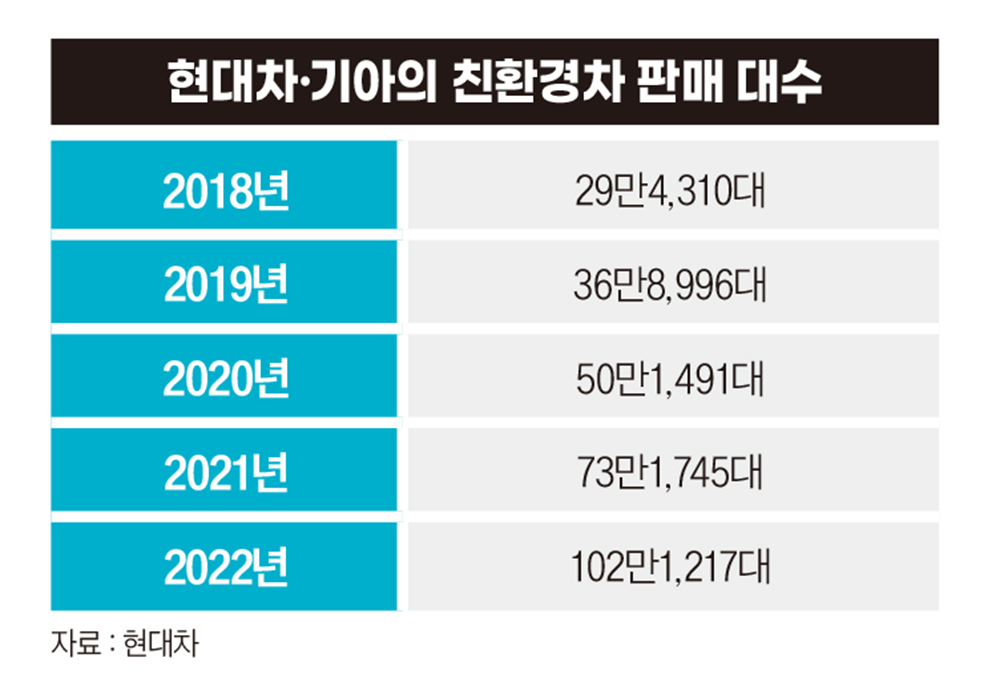 현대차·기아의 친환경차 판매 대수
2018년 29만4,310대
2019년 36만8,996대
2020년 50만1,491대
2021년 73만1,745대
2022년 102만1,217대
자료 : 현대차